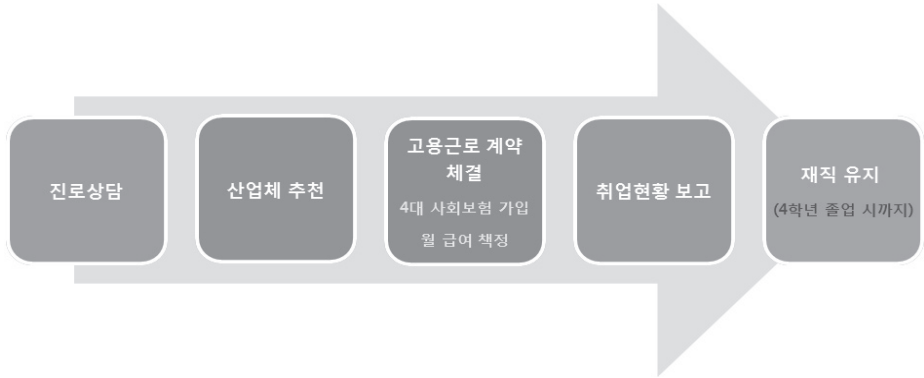 진로상담
산업체 추천
고용근로 계약
체결
4대 사회보험 가입
월 급여 책정
취업현황 보고
재직 유지
(4학년 졸업 시까지)